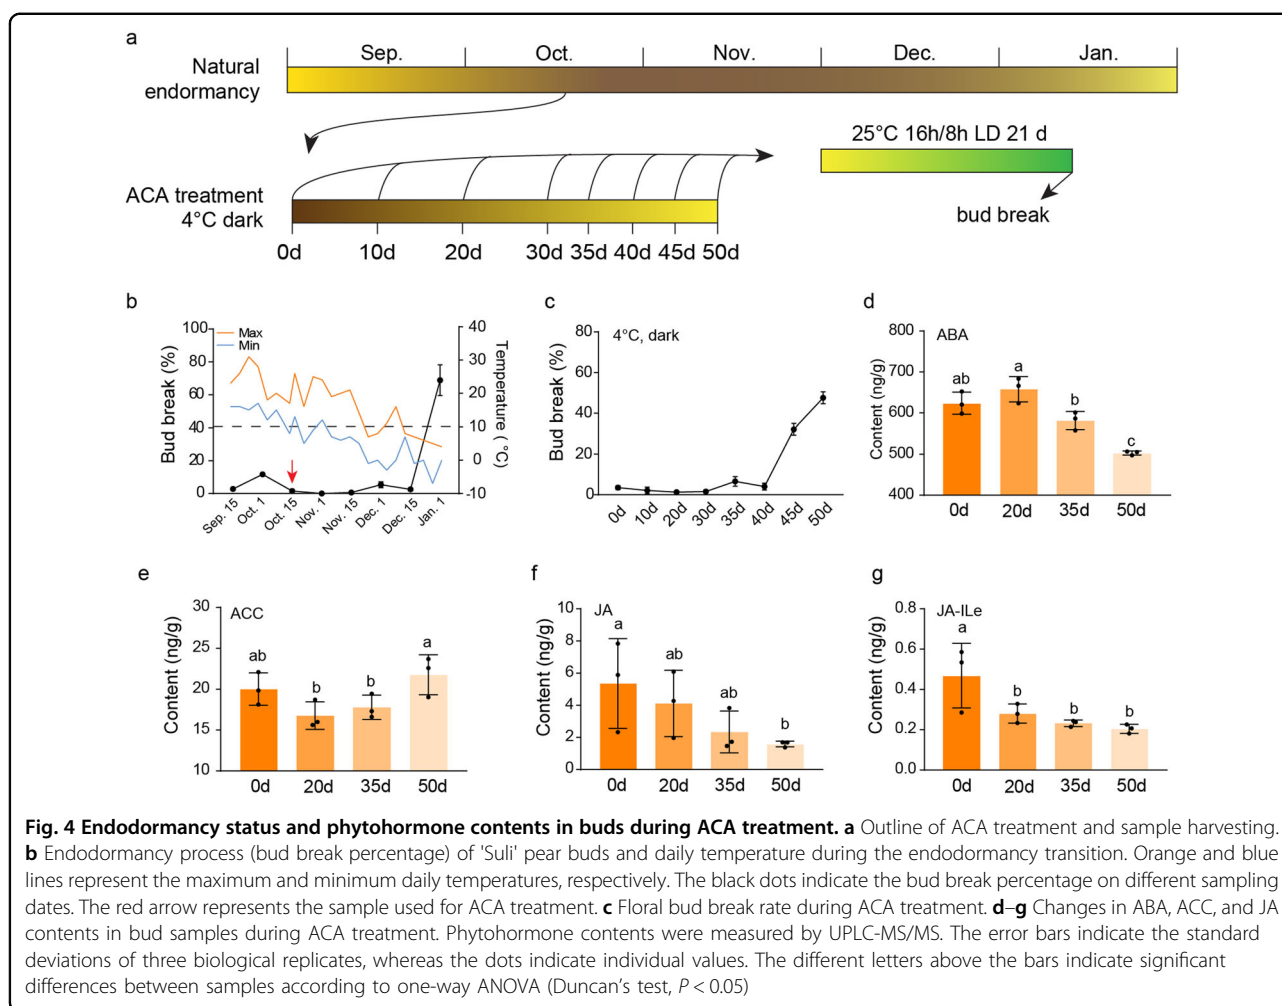 a
Sep. Oct. Nov. Dec. Jan.
Natural
endormancy
25°C 16h/8h LD 21 d
ACA treatment
4°C dark
bud break
0d 10d 20d 30d 35d 40d 45d 50d
b
Bud break (%)
100
80
60
40
20
0
Max
Min
40
30
20
10
0
-10
Temperature ( °C)
Sep. 15 Oct. 1 Oct. 15 Nov. 1 Nov. 15 Dec. 1 Dec. 15 Jan. 1
c
4°C, dark
Bud break (%)
80
60
40
20
0
0d 10d 20d 30d 35d 40d 45d 50d
d
ABA
Content (ng/g)
800
700
600
500
400
ab a b c
0d 20d 35d 50d
e
ACC
Content (ng/g)
30
25
20
15
10
ab b b a
0d 20d 35d 50d
f
JA
Content (ng/g)
10
8
6
4
2
0
a ab ab b
0d 20d 35d 50d
g
JA-ILe
Content (ng/g)
0.8
0.6
0.4
0.2
0.0
a b b b
0d 20d 35d 50d
Fig. 4 Endodormancy status and phytohormone contents in buds during ACA treatment. a Outline of ACA treatment and sample harvesting.
b Endodormancy process (bud break percentage) of 'Suli' pear buds and daily temperature during the endodormancy transition. Orange and blue
lines represent the maximum and minimum daily temperatures, respectively. The black dots indicate the bud break percentage on different sampling
dates. The red arrow represents the sample used for ACA treatment. c Floral bud break rate during ACA treatment. d–g Changes in ABA, ACC, and JA
contents in bud samples during ACA treatment. Phytohormone contents were measured by UPLC-MS/MS. The error bars indicate the standard
deviations of three biological replicates, whereas the dots indicate individual values. The different letters above the bars indicate significant
differences between samples according to one-way ANOVA (Duncan's test, P < 0.05)